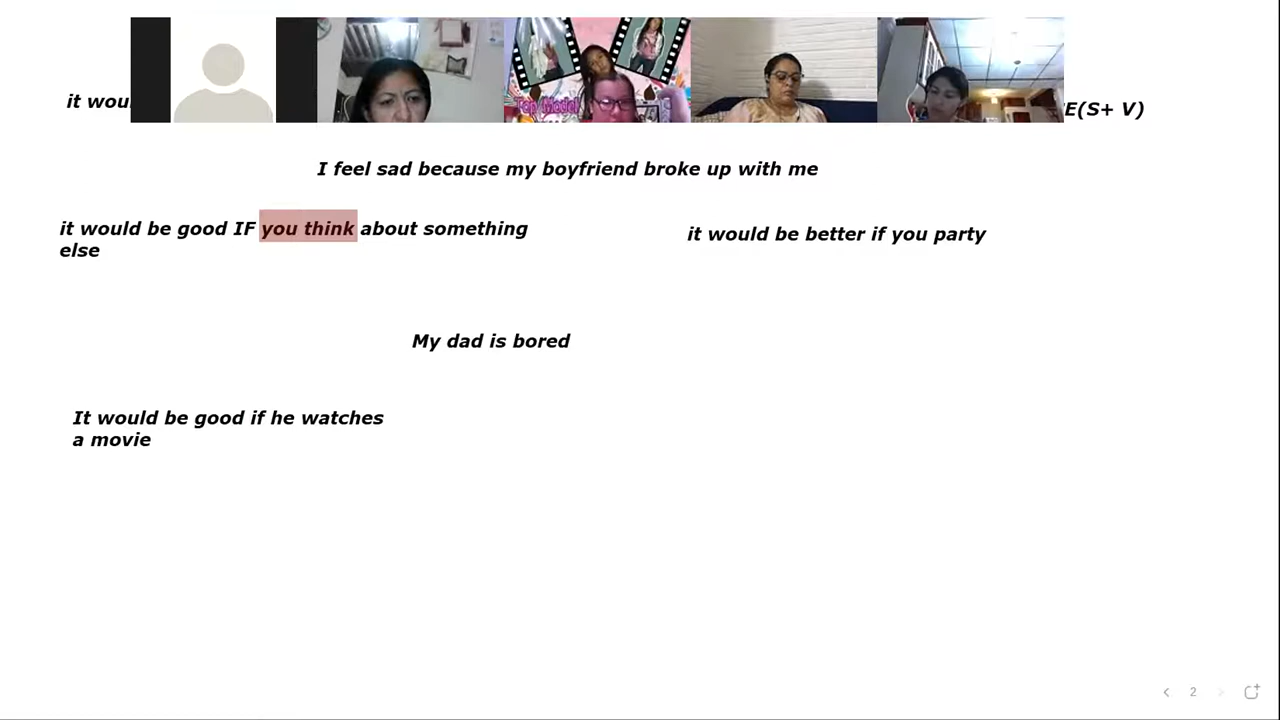 it wou
E(S+ V)
Top Model
I feel sad because my boyfriend broke up with me
it would be good IF you think about something
else
it would be better if you party
My dad is bored
It would be good if he watches
a movie
2